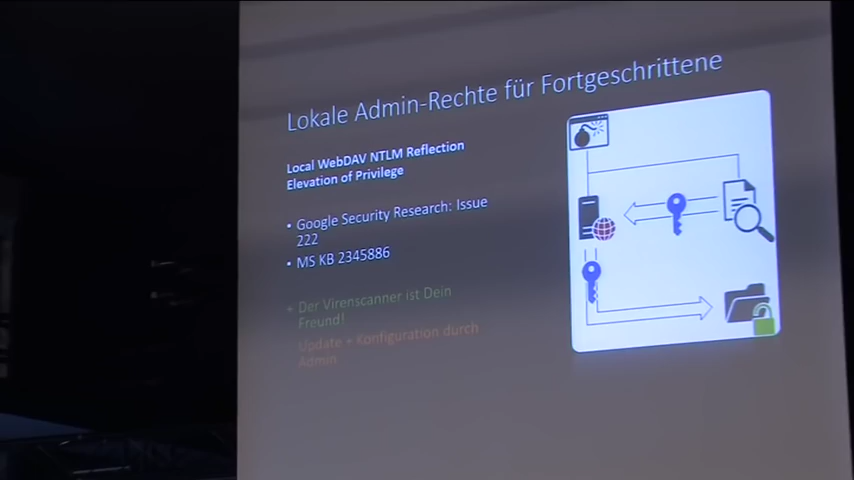 Lokale Admin-Rechte für Fortgeschrittene
Local WebDAV NTLM Reflection
Elevation of Privilege
• Google Security Research: Issue
222
• MS KB 2345886
+ Der Virenscanner ist Dein
Freund!
- Update + Konfiguration durch
Admin